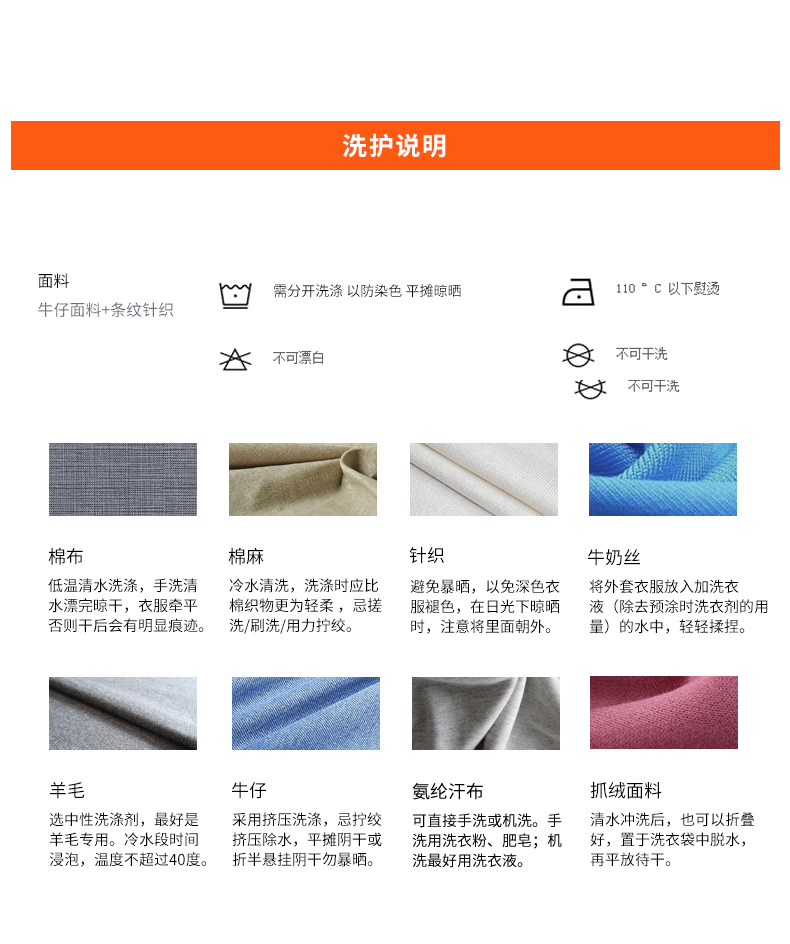 洗护说明
面料
牛仔面料+条纹针织
需分开洗涤 以防染色 平摊晾晒
110 ° C 以下熨烫
不可漂白
不可干洗
不可干洗
棉布
低温清水洗涤，手洗清
水漂完晾干，衣服牵平
否则干后会有明显痕迹。
棉麻
冷水清洗，洗涤时应比
棉织物更为轻柔 ，忌搓
洗/刷洗/用力拧绞。
针织
避免暴晒，以免深色衣
服褪色，在日光下晾晒
时，注意将里面朝外。
牛奶丝
将外套衣服放入加洗衣
液（除去预涂时洗衣剂的用
量）的水中，轻轻揉捏。
羊毛
选中性洗涤剂，最好是
羊毛专用。冷水段时间
浸泡，温度不超过40度。
牛仔
采用挤压洗涤，忌拧绞
挤压除水，平摊阴干或
折半悬挂阴干勿暴晒。
氨纶汗布
可直接手洗或机洗。手
洗用洗衣粉、肥皂；机
洗最好用洗衣液。
抓绒面料
清水冲洗后，也可以折叠
好，置于洗衣袋中脱水，
再平放待干。